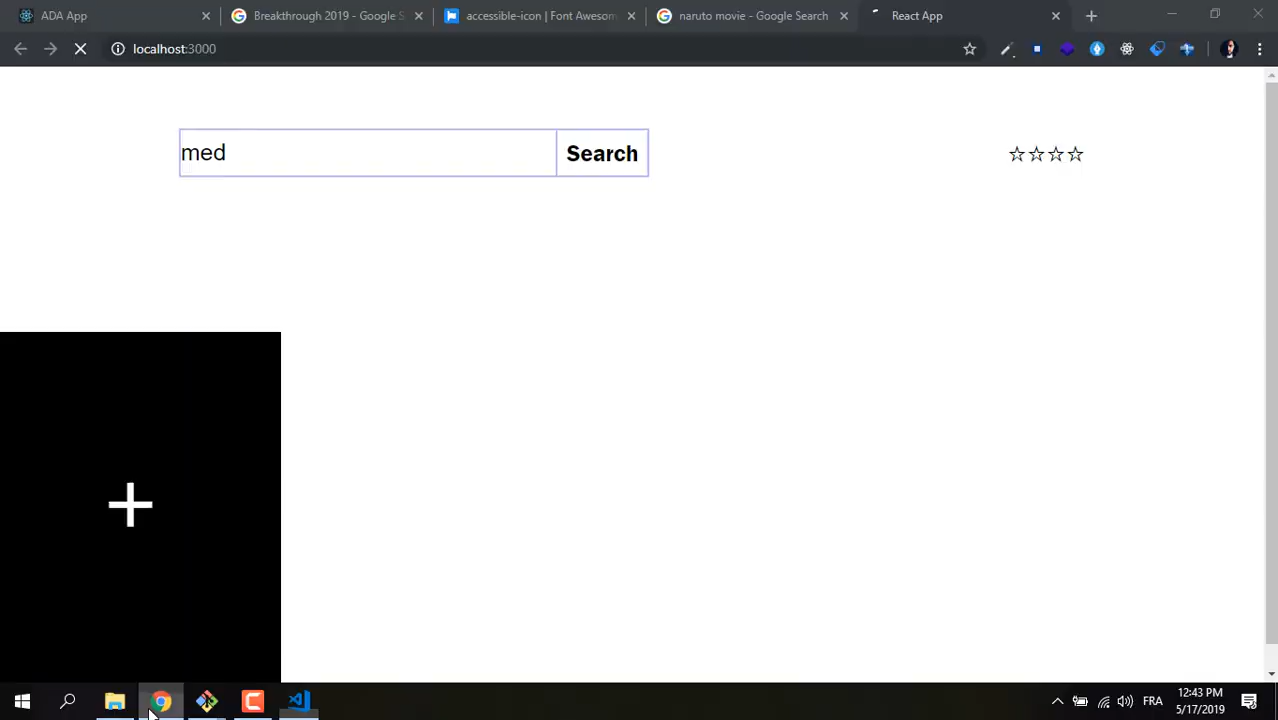 ADA App
Breakthrough 2019 - Google S
accessible-icon | Font Awesom
naruto movie - Google Search
React App
localhost:3000
med
Search
☆☆☆☆
+
FRA
12:43 PM
5/17/2019